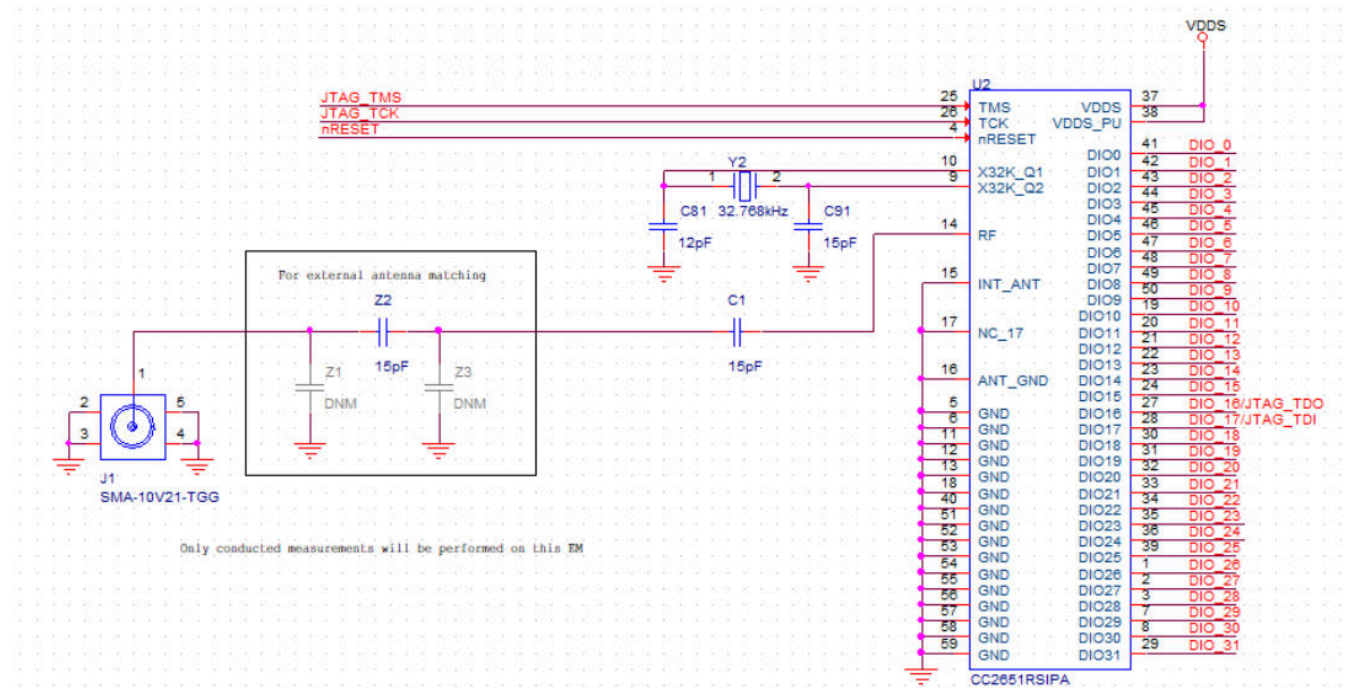 VDDS
U2
JTAG_TMS 25 TMS VDDS 37
JTAG_TCK 26 TCK VDDS_PU 38
nRESET 4 nRESET
DIO0 41 DIO_0
Y2 10 X32K_Q1 DIO1 42 DIO_1
1 2 9 X32K_Q2 DIO2 43 DIO_2
DIO3 44 DIO_3
C81 32.768kHz C91 DIO4 45 DIO_4
14 RF DIO5 46 DIO_5
12pF 15pF DIO6 47 DIO_6
DIO7 48 DIO_7
For external antenna matching 15 INT_ANT DIO8 49 DIO_8
DIO9 50 DIO_9
Z2 C1 DIO10 19 DIO_10
17 NC_17 DIO11 20 DIO_11
DIO12 21 DIO_12
15pF 15pF DIO13 22 DIO_13
Z1 Z3 16 ANT_GND DIO14 23 DIO_14
1 DIO15 24 DIO_15
DNM DNM 5 GND DIO16 27 DIO_16/JTAG_TDO
2 5 6 GND DIO17 28 DIO_17/JTAG_TDI
3 4 11 GND DIO18 30 DIO_18
12 GND DIO19 31 DIO_19
13 GND DIO20 32 DIO_20
J1 18 GND DIO21 33 DIO_21
SMA-10V21-TGG 40 GND DIO22 34 DIO_22
51 GND DIO23 35 DIO_23
52 GND DIO24 36 DIO_24
Only conducted measurements will be performed on this EM 53 GND DIO25 39 DIO_25
54 GND DIO26 1 DIO_26
55 GND DIO27 2 DIO_27
56 GND DIO28 3 DIO_28
57 GND DIO29 7 DIO_29
58 GND DIO30 8 DIO_30
59 GND DIO31 29 DIO_31
CC2651RSIPA